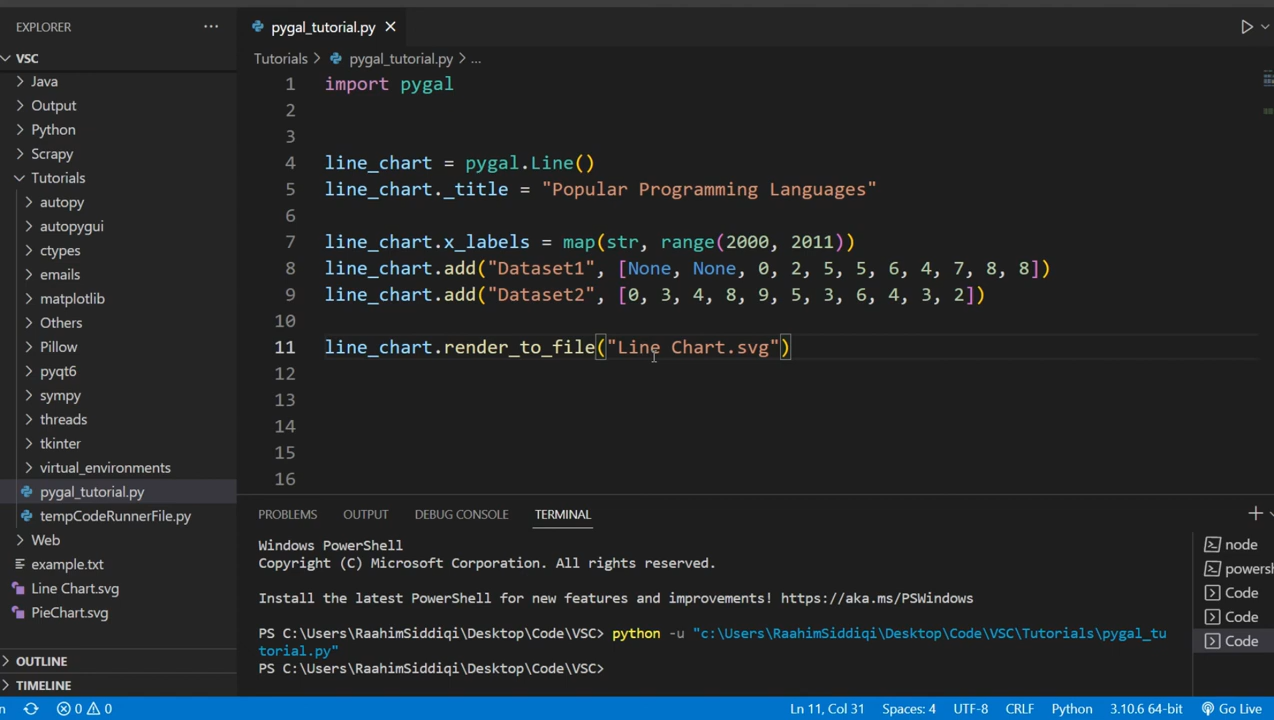 EXPLORER
...
VSC
Java
Output
Python
Scrapy
Tutorials
autopy
autopygui
ctypes
emails
matplotlib
Others
Pillow
pyqt6
sympy
threads
tkinter
virtual_environments
pygal_tutorial.py
tempCodeRunnerFile.py
Web
example.txt
Line Chart.svg
PieChart.svg
OUTLINE
TIMELINE
pygal_tutorial.py
Tutorials > pygal_tutorial.py > ...
1 import pygal
2
3
4 line_chart = pygal.Line()
5 line_chart._title = "Popular Programming Languages"
6
7 line_chart.x_labels = map(str, range(2000, 2011))
8 line_chart.add("Dataset1", [None, None, 0, 2, 5, 5, 6, 4, 7, 8, 8])
9 line_chart.add("Dataset2", [0, 3, 4, 8, 9, 5, 3, 6, 4, 3, 2])
10
11 line_chart.render_to_file("Line Chart.svg")
12
13
14
15
16
PROBLEMS OUTPUT DEBUG CONSOLE TERMINAL
Windows PowerShell
Copyright (C) Microsoft Corporation. All rights reserved.
Install the latest PowerShell for new features and improvements! https://aka.ms/PSWindows
PS C:\Users\RaahimSiddiqi\Desktop\Code\VSC> python -u "c:\Users\RaahimSiddiqi\Desktop\Code\VSC\Tutorials\pygal_tu
torial.py"
PS C:\Users\RaahimSiddiqi\Desktop\Code\VSC>
node
powersh
Code
Code
Code
n 0 0 Ln 11, Col 31 Spaces: 4 UTF-8 CRLF Python 3.10.6 64-bit Go Live